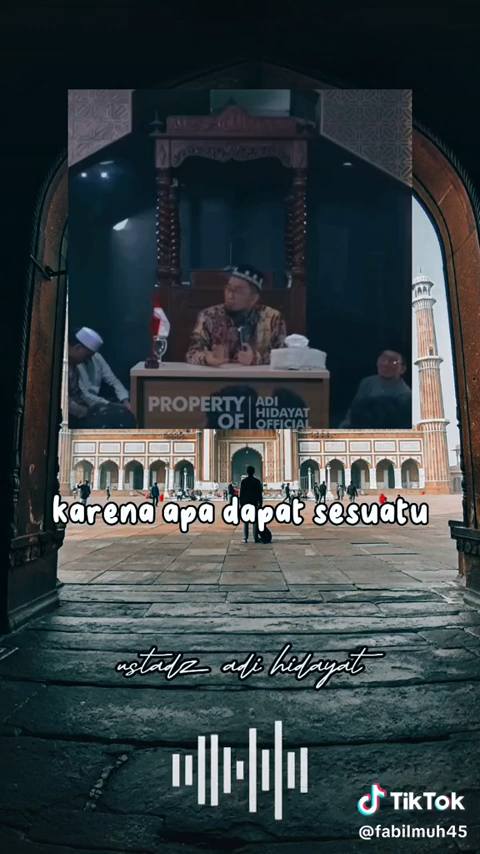 PROPERTY OF
ADI HIDAYAT OFFICIAL
karena apa dapat sesuatu
ustadz adi hidayat
TikTok
@fabilmuh45